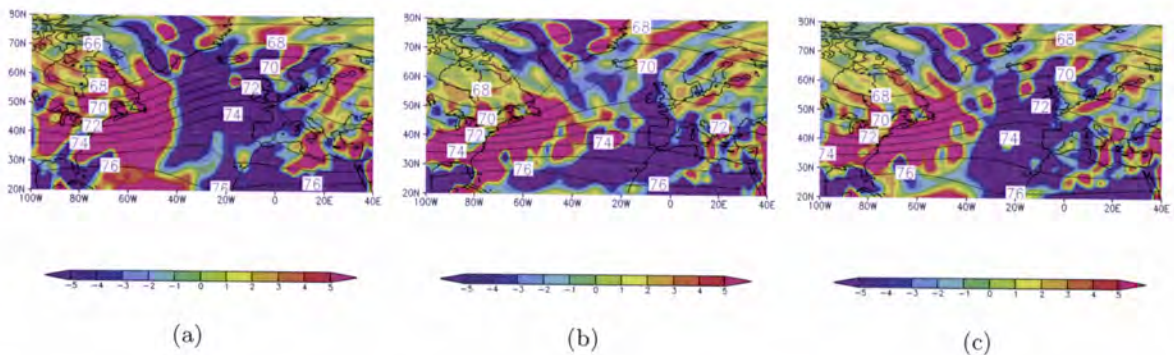 80N 80N 80N
66 68 68 68
70N 70N 70N
70 70 70
60N 60N 60N
68 72 68 68 72
50N 50N 50N
70 74 70 70
40N 72 40N 72 72 40N 72 74
74 74 74
30N 30N 30N
76 76 76 76 76 76 76
20N 20N 20N
100W 80W 60W 40W 20W 0 20E 40E 100W 80W 60W 40W 20W 0 20E 40E 100W 80W 60W 40W 20W 0 20E 40E
-5 -4 -3 -2 -1 0 1 2 3 4 5 -5 -4 -3 -2 -1 0 1 2 3 4 5 -5 -4 -3 -2 -1 0 1 2 3 4 5
(a) (b) (c)